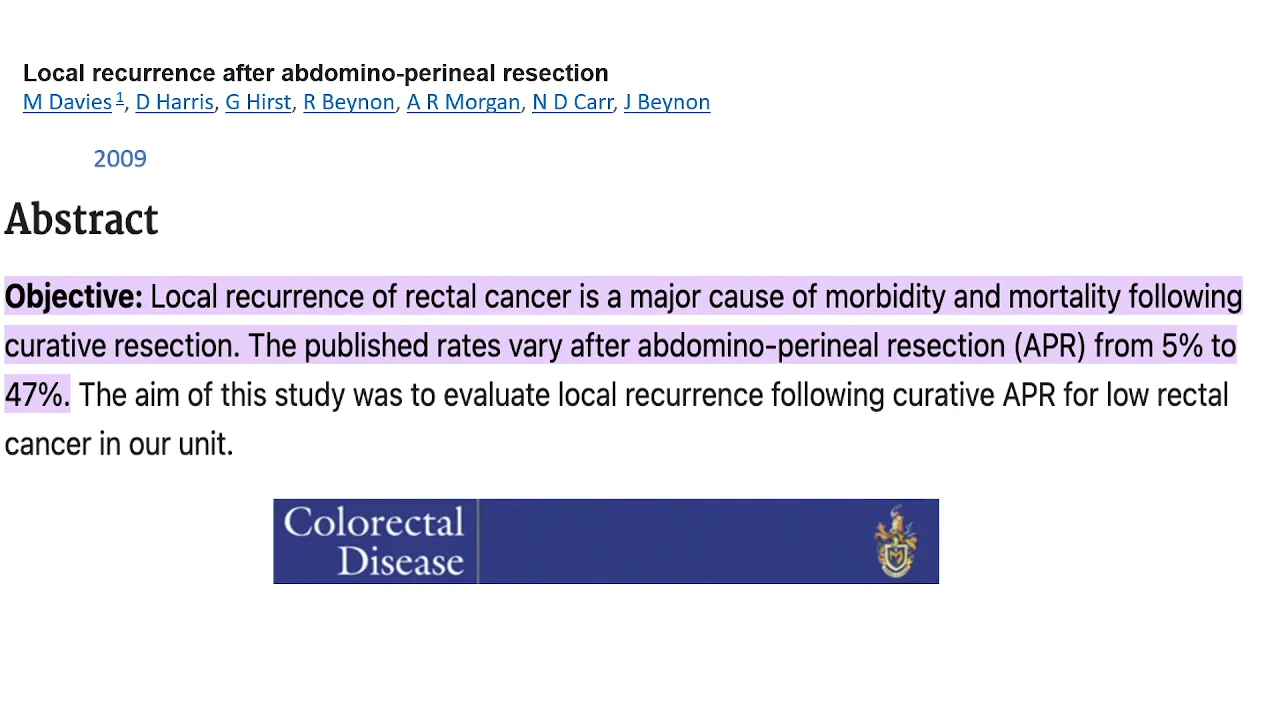 Local recurrence after abdomino-perineal resection
M Davies 1, D Harris, G Hirst, R Beynon, A R Morgan, N D Carr, J Beynon
2009
Abstract
Objective: Local recurrence of rectal cancer is a major cause of morbidity and mortality following
curative resection. The published rates vary after abdomino-perineal resection (APR) from 5% to
47%. The aim of this study was to evaluate local recurrence following curative APR for low rectal
cancer in our unit.
Colorectal
Disease